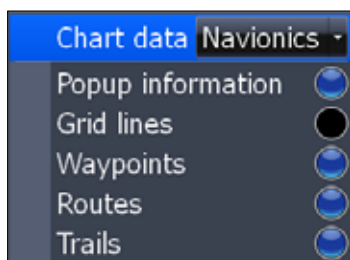 Chart data Navionics
Popup information
Grid lines
Waypoints
Routes
Trails